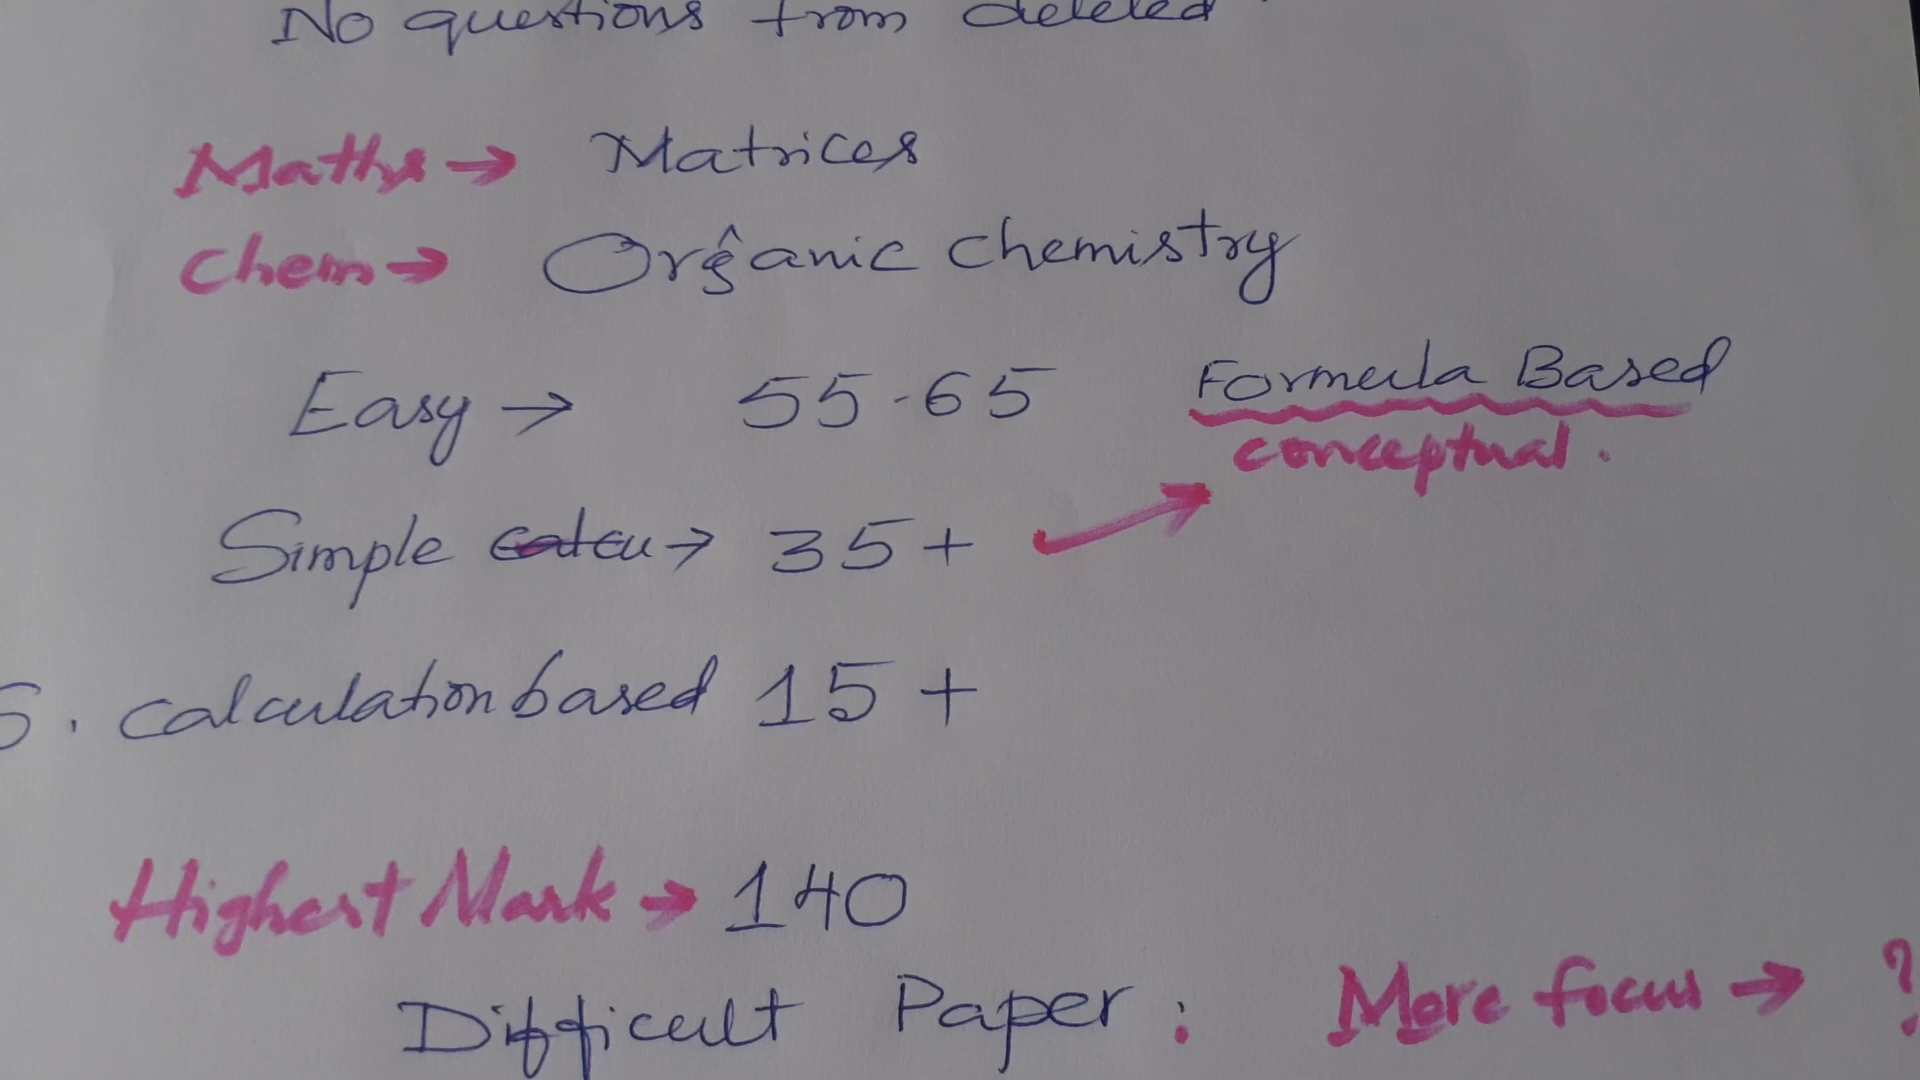 No questions from deleted
Maths → Matrices
Chem → Organic chemistry
Easy → 55-65 Formula Based
conceptual.
Simple calcu → 35+
5. calculation based 15+
Highest Mark → 140
Difficult Paper : More focus → ?